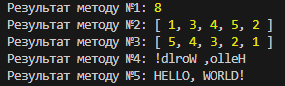 Результат методу №1: 8
Результат методу №2: [ 1, 3, 4, 5, 2 ]
Результат методу №3: [ 5, 4, 3, 2, 1 ]
Результат методу №4: !dlroW ,olleH
Результат методу №5: HELLO, WORLD!